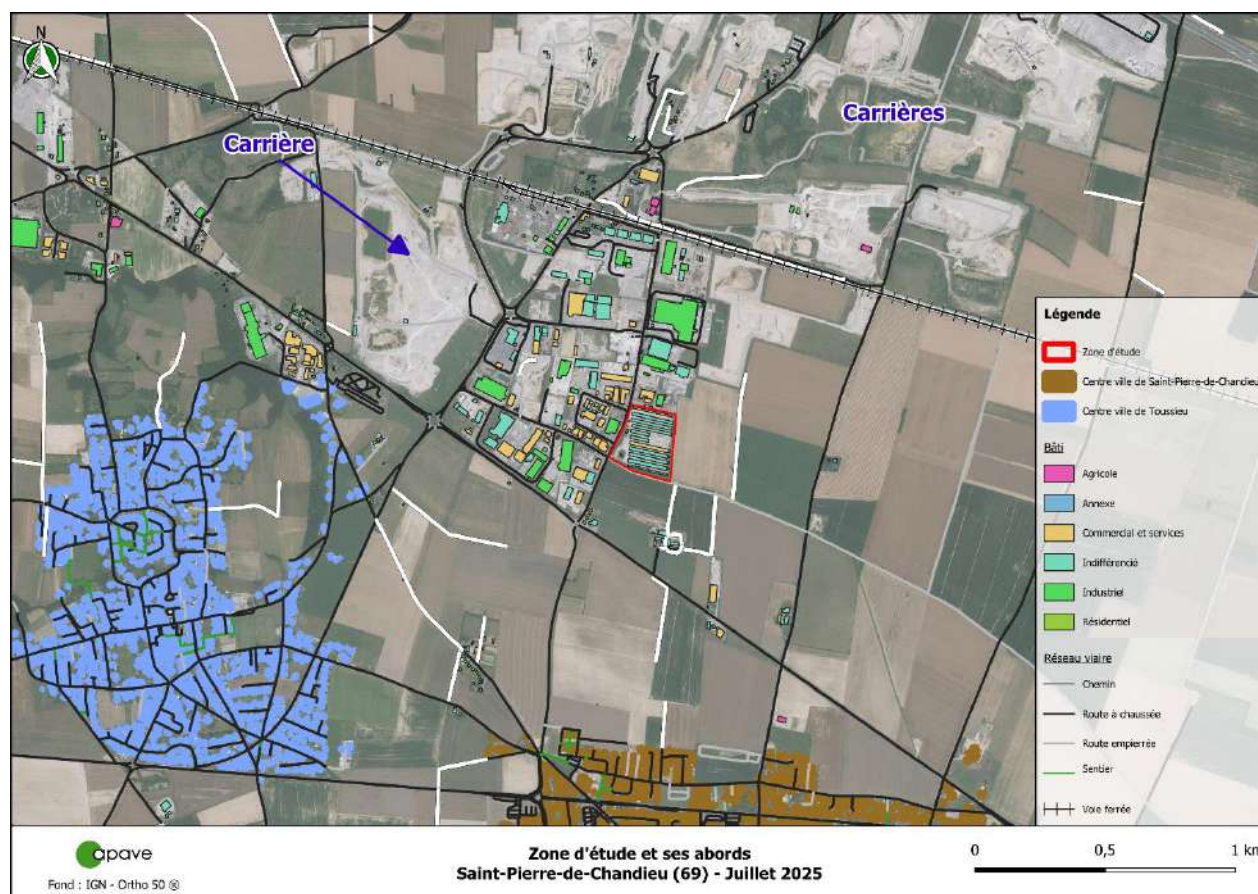 N
Carrière
Carrières
Légende
Zone d'étude
Centre ville de Saint-Pierre-de-Chandieu
Centre ville de Toussieu
Bâti
Agricole
Annexe
Commercial et services
Indifférencié
Industriel
Résidentiel
Réseau viaire
Chemin
Route à chaussée
Route empierrée
Sentier
Voie ferrée
apave
Fond : IGN - Ortho 50 ®
Zone d'étude et ses abords
Saint-Pierre-de-Chandieu (69) - Juillet 2025
0 0,5 1 km